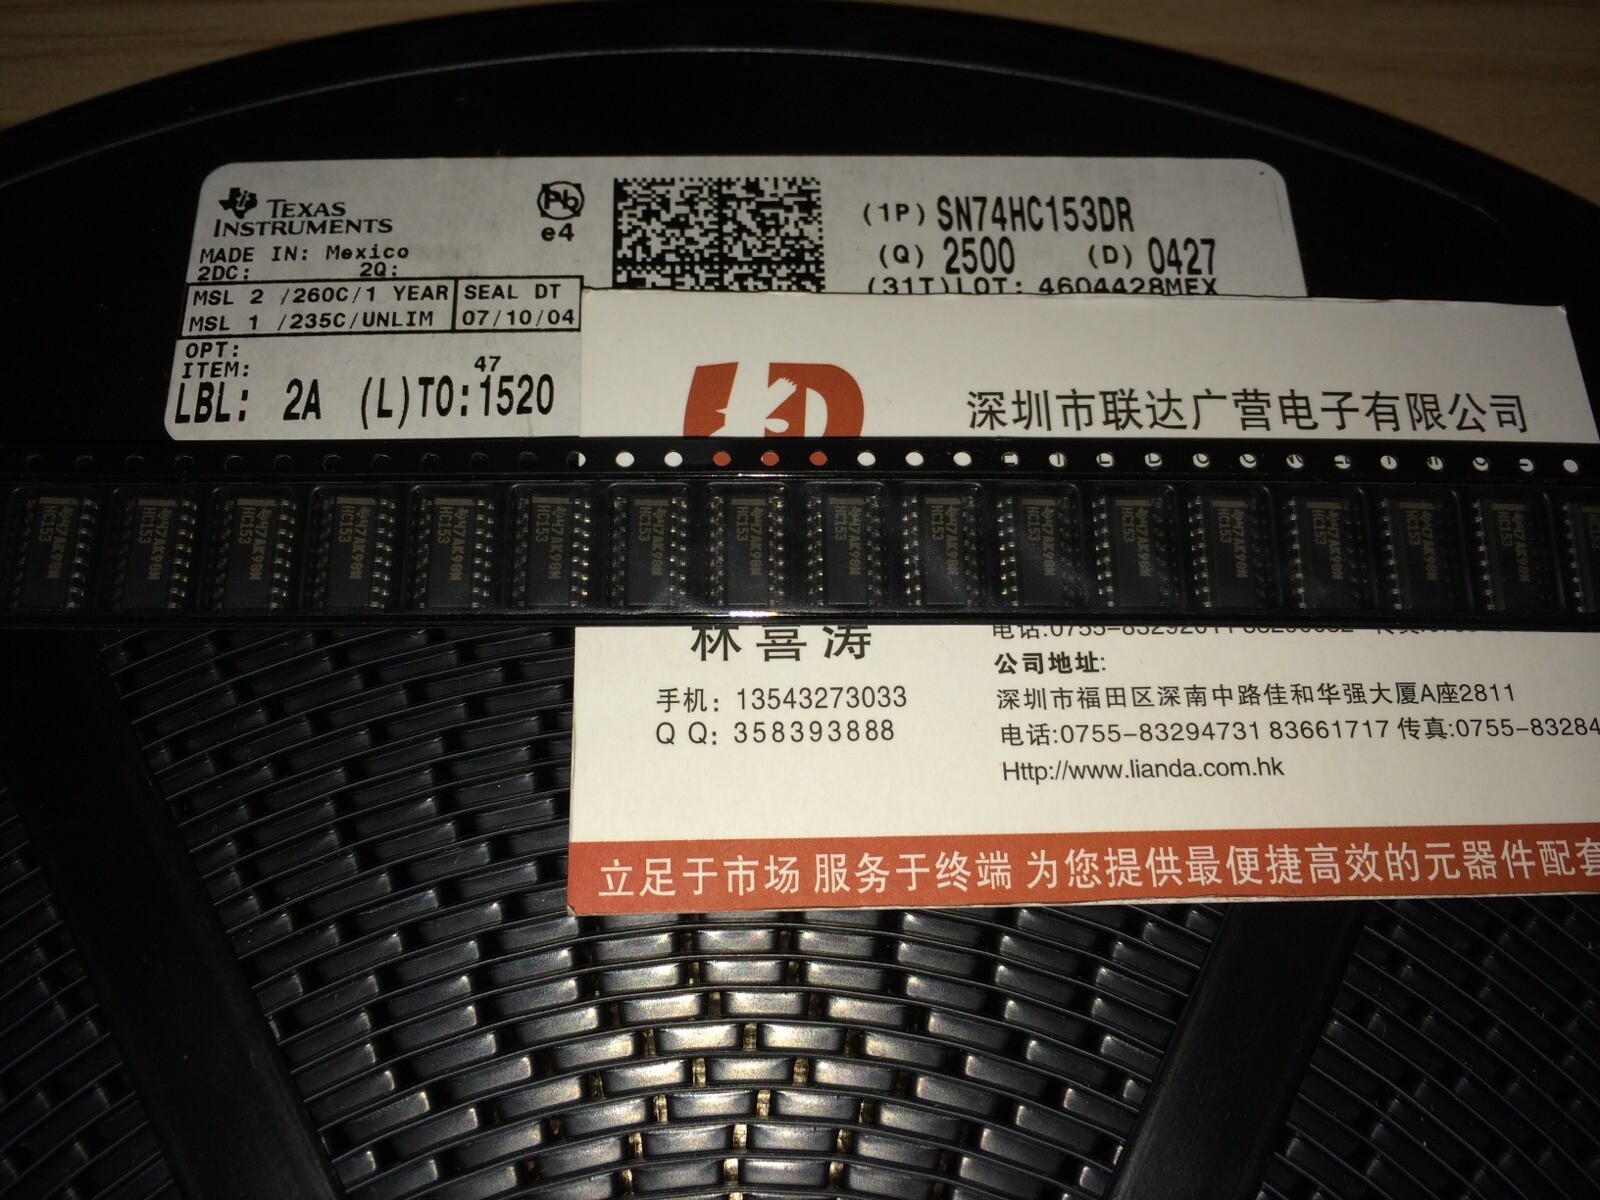 TEXAS
INSTRUMENTS
Pb
e4
MADE IN: Mexico
2DC: 2Q:
MSL 2 /260C/1 YEAR
MSL 1 /235C/UNLIM
SEAL DT
07/10/04
OPT:
ITEM:
LBL: 2A (L)TO:1520
47
(1P) SN74HC153DR
(Q) 2500 (D) 0427
(31T)LOT: 4604428MEX
深圳市联达广营电子有限公司
HC153
47AK98M
林喜涛
手机: 13543273033
QQ: 358393888
公司地址:
深圳市福田区深南中路佳和华强大厦A座2811
电话:0755-83294731 83661717 传真:0755-83284
Http://www.lianda.com.hk
立足于市场 服务于终端 为您提供最便捷高效的元器件配套